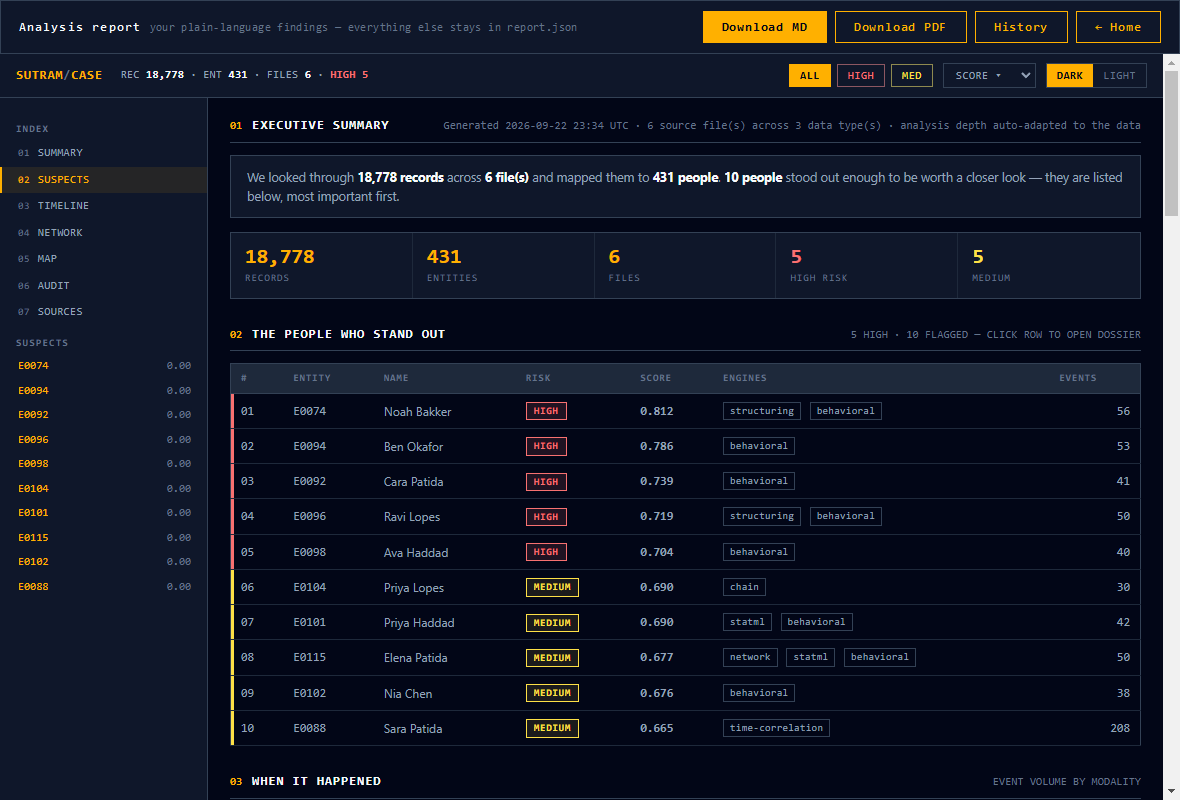 Analysis report your plain-language findings — everything else stays in report.json Download MD Download PDF History ← Home
SUTRAM/CASE REC 18,778 · ENT 431 · FILES 6 · HIGH 5 ALL HIGH MED SCORE ▾ DARK LIGHT
INDEX
01 SUMMARY
02 SUSPECTS
03 TIMELINE
04 NETWORK
05 MAP
06 AUDIT
07 SOURCES
SUSPECTS
E0074 0.00
E0094 0.00
E0092 0.00
E0096 0.00
E0098 0.00
E0104 0.00
E0101 0.00
E0115 0.00
E0102 0.00
E0088 0.00
01 EXECUTIVE SUMMARY Generated 2026-09-22 23:34 UTC · 6 source file(s) across 3 data type(s) · analysis depth auto-adapted to the data
We looked through 18,778 records across 6 file(s) and mapped them to 431 people. 10 people stood out enough to be worth a closer look — they are listed
below, most important first.
18,778 431 6 5 5
RECORDS ENTITIES FILES HIGH RISK MEDIUM
02 THE PEOPLE WHO STAND OUT 5 HIGH · 10 FLAGGED — CLICK ROW TO OPEN DOSSIER
# ENTITY NAME RISK SCORE ENGINES EVENTS
01 E0074 Noah Bakker HIGH 0.812 structuring behavioral 56
02 E0094 Ben Okafor HIGH 0.786 behavioral 53
03 E0092 Cara Patida HIGH 0.739 behavioral 41
04 E0096 Ravi Lopes HIGH 0.719 structuring behavioral 50
05 E0098 Ava Haddad HIGH 0.704 behavioral 40
06 E0104 Priya Lopes MEDIUM 0.690 chain 30
07 E0101 Priya Haddad MEDIUM 0.690 statml behavioral 42
08 E0115 Elena Patida MEDIUM 0.677 network statml behavioral 50
09 E0102 Nia Chen MEDIUM 0.676 behavioral 38
10 E0088 Sara Patida MEDIUM 0.665 time-correlation 208
03 WHEN IT HAPPENED EVENT VOLUME BY MODALITY